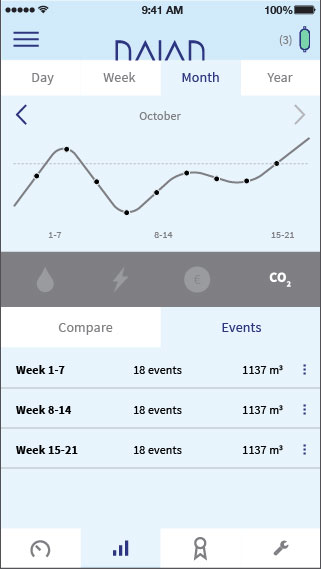 9:41 AM 100%
DAIAD (3)
Day Week Month Year
October
1-7 8-14 15-21
€ CO2
Compare Events
Week 1-7 18 events 1137 m³
Week 8-14 18 events 1137 m³
Week 15-21 18 events 1137 m³